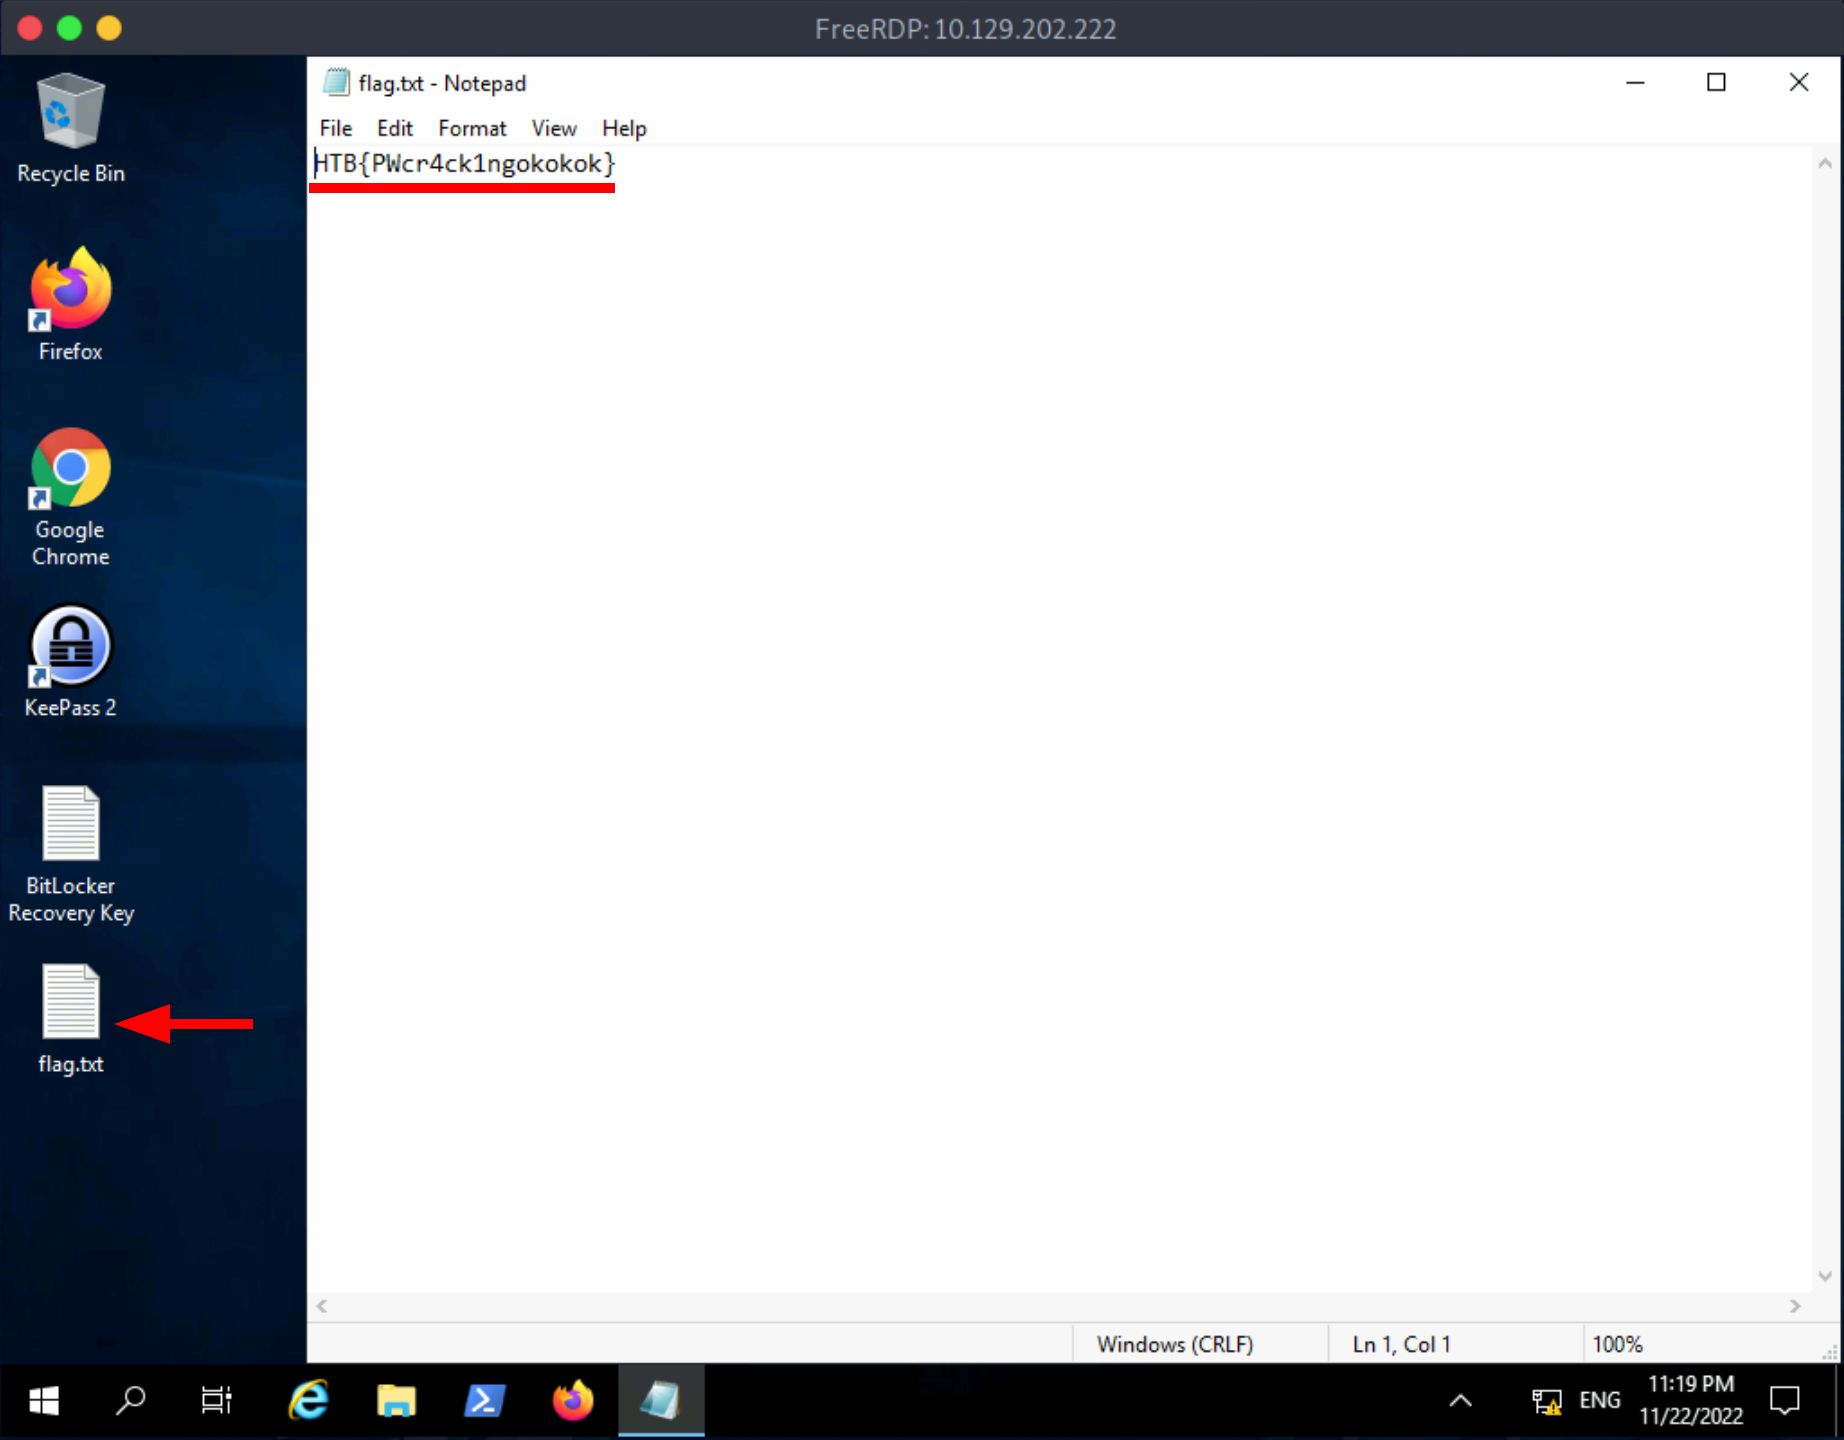 FreeRDP: 10.129.202.222
flag.txt - Notepad
File Edit Format View Help
HTB{PWcr4ck1ngokokok}
Recycle Bin
Firefox
Google
Chrome
KeePass 2
BitLocker
Recovery Key
flag.txt
Windows (CRLF) Ln 1, Col 1 100%
ENG
11:19 PM
11/22/2022